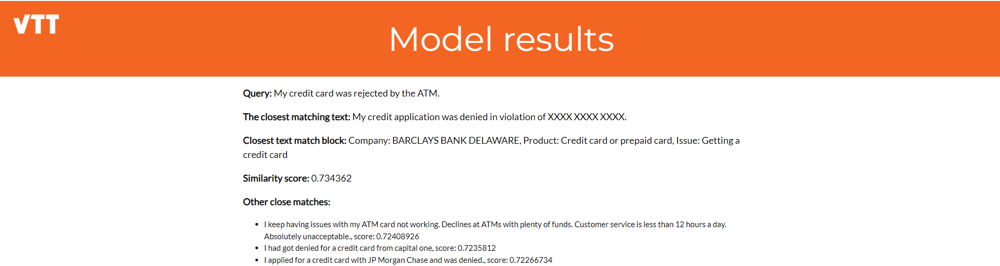 VTT
Model results
Query: My credit card was rejected by the ATM.
The closest matching text: My credit application was denied in violation of XXXX XXXX XXXX.
Closest text match block: Company: BARCLAYS BANK DELAWARE, Product: Credit card or prepaid card, Issue: Getting a
credit card
Similarity score: 0.734362
Other close matches:
• I keep having issues with my ATM card not working. Declines at ATMs with plenty of funds. Customer service is less than 12 hours a day.
Absolutely unacceptable., score: 0.72408926
• I had got denied for a credit card from capital one, score: 0.7235812
• I applied for a credit card with JP Morgan Chase and was denied., score: 0.72266734